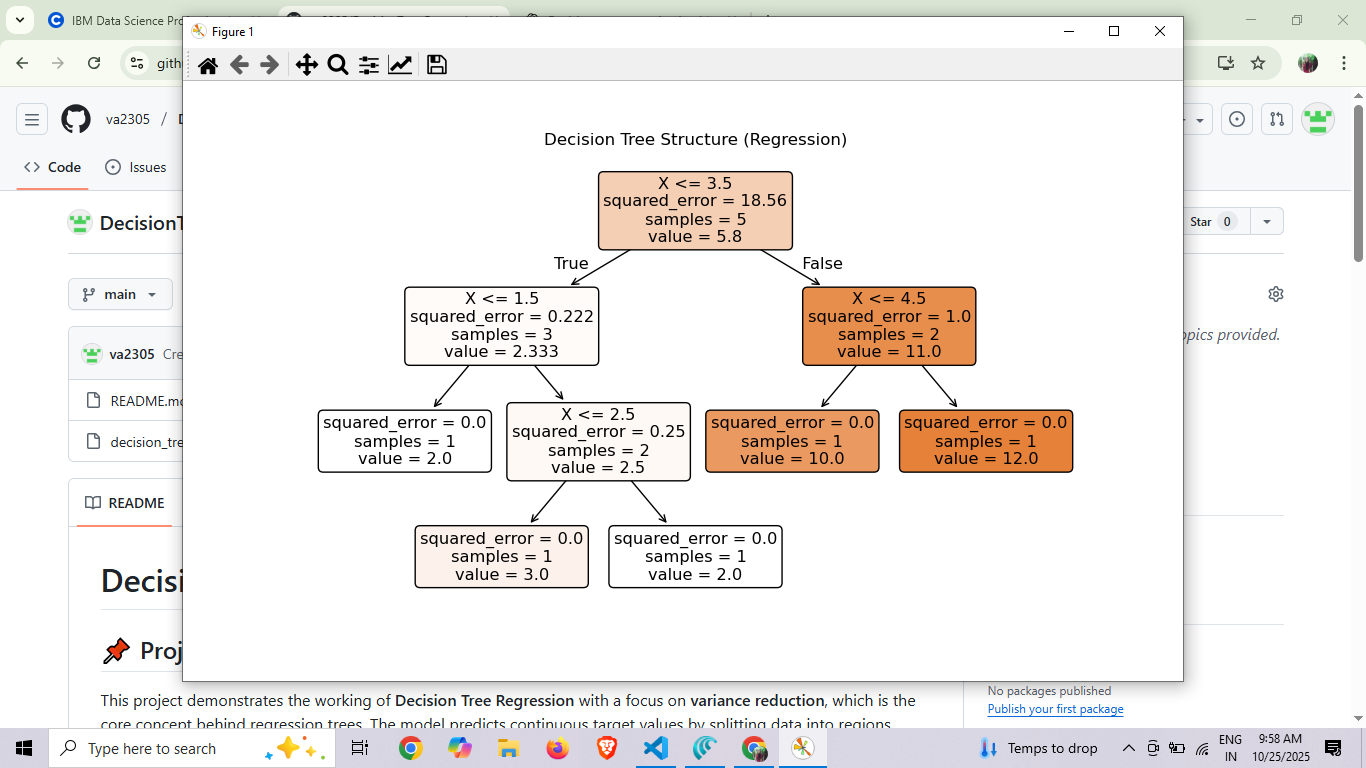 IBM Data Science Pro
Figure 1
gith
va2305 / D
Code
Issues
DecisionT
Star 0
main
opics provided.
va2305 Cre
README.md
decision_tre
README
Decision Tree Structure (Regression)
X <= 3.5
squared_error = 18.56
samples = 5
value = 5.8
True
False
X <= 1.5
squared_error = 0.222
samples = 3
value = 2.333
X <= 4.5
squared_error = 1.0
samples = 2
value = 11.0
squared_error = 0.0
samples = 1
value = 2.0
X <= 2.5
squared_error = 0.25
samples = 2
value = 2.5
squared_error = 0.0
samples = 1
value = 10.0
squared_error = 0.0
samples = 1
value = 12.0
squared_error = 0.0
samples = 1
value = 3.0
squared_error = 0.0
samples = 1
value = 2.0
Decisi
Proj
This project demonstrates the working of Decision Tree Regression with a focus on variance reduction, which is the
core concept behind regression trees. The model predicts continuous target values by splitting data into regions
No packages published
Publish your first package
Type here to search
Temps to drop
ENG
IN
9:58 AM
10/25/2025